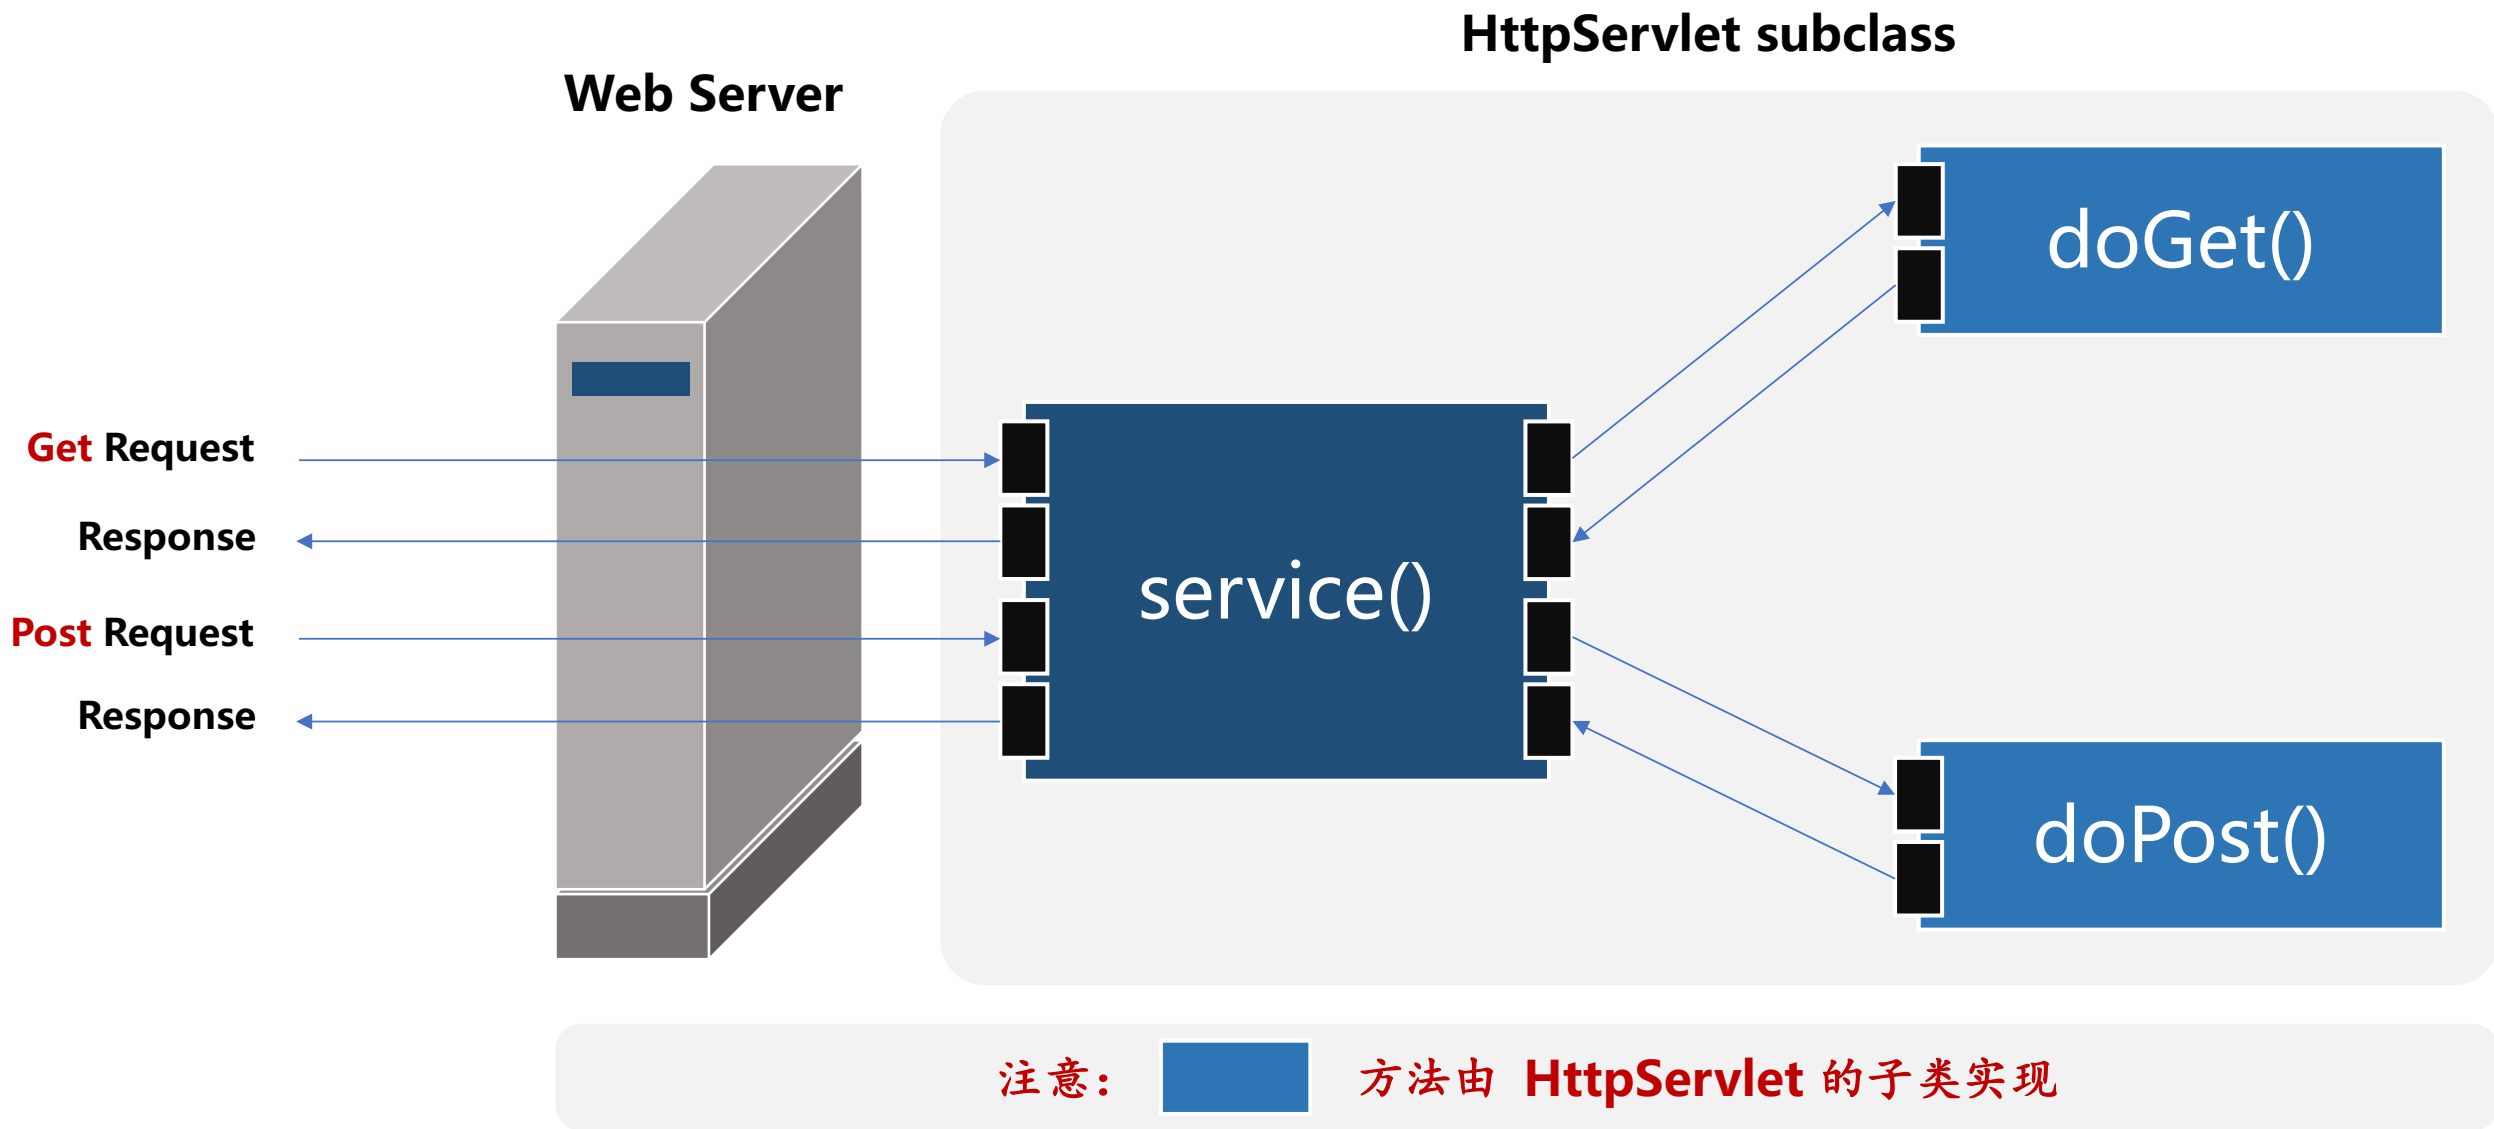 HttpServlet subclass
Web Server
doGet()
Get Request
Response
service()
Post Request
Response
doPost()
注意: 方法由 HttpServlet 的子类实现